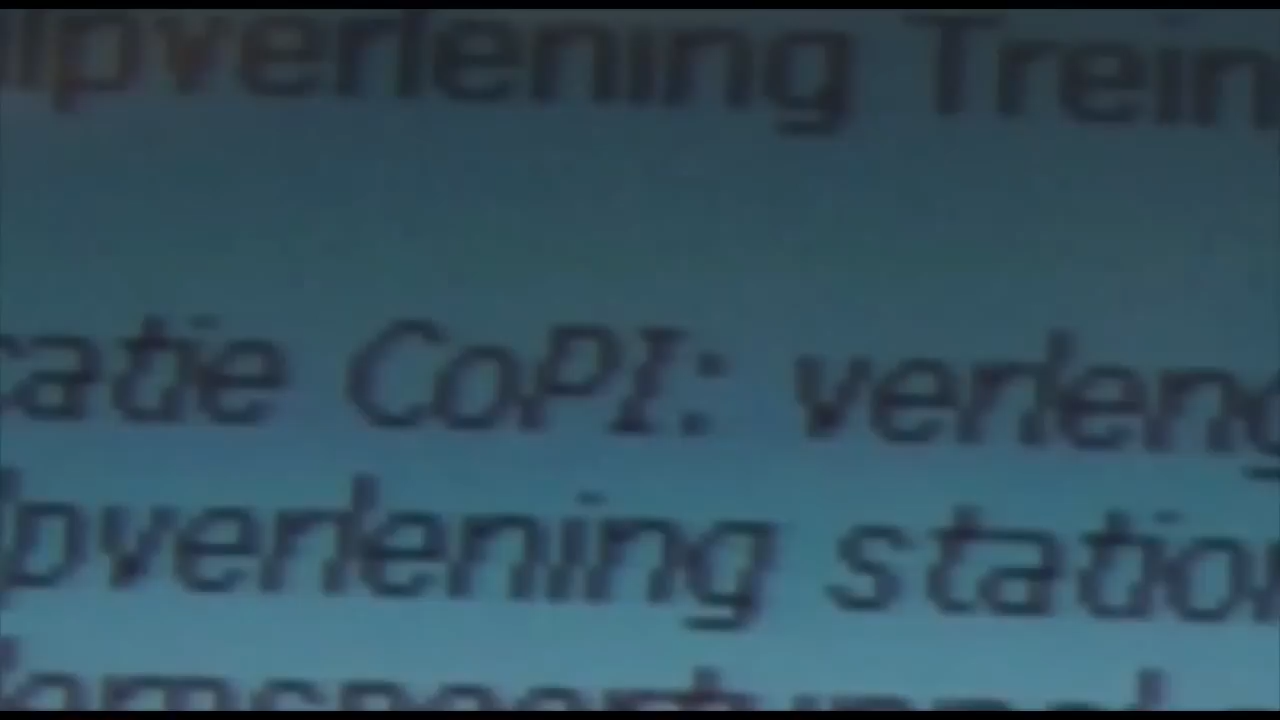 lpverlening Trein
catie CoPI: verleng
lpverlening station